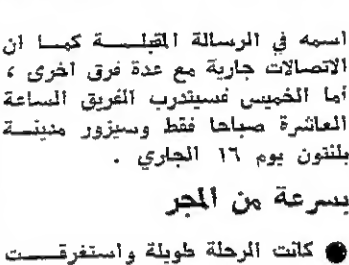 اسمه في الرسالة المقبلة كما ان
الاتصالات جارية مع عدة فرق اخرى ،
أما الخميس فسيتدرب الفريق الساعة
العاشرة صباحا فقط وسيزور مدينة
بلنتون يوم ١٦ الجاري .
بسرعة من المجر
● كانت الرحلة طويلة واستغرقت